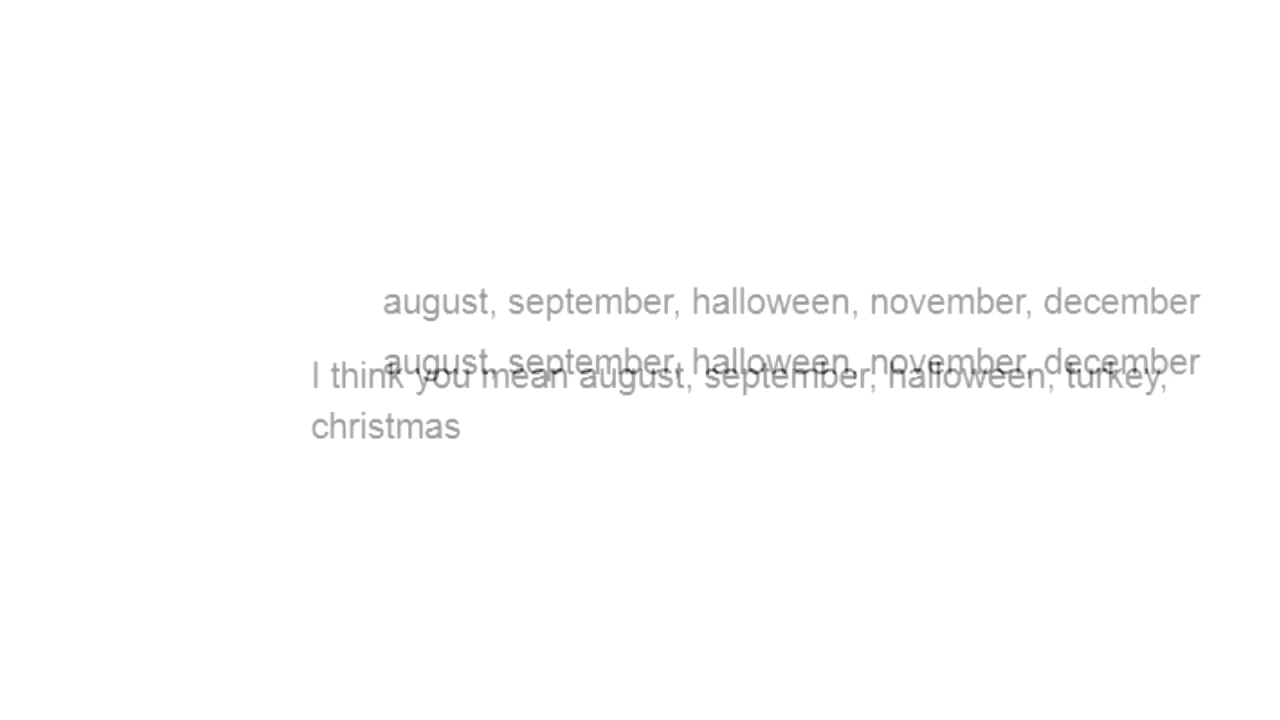 august, september, halloween, november, december
august, september, halloween, november, december
I think you mean august, september, halloween, turkey,
christmas